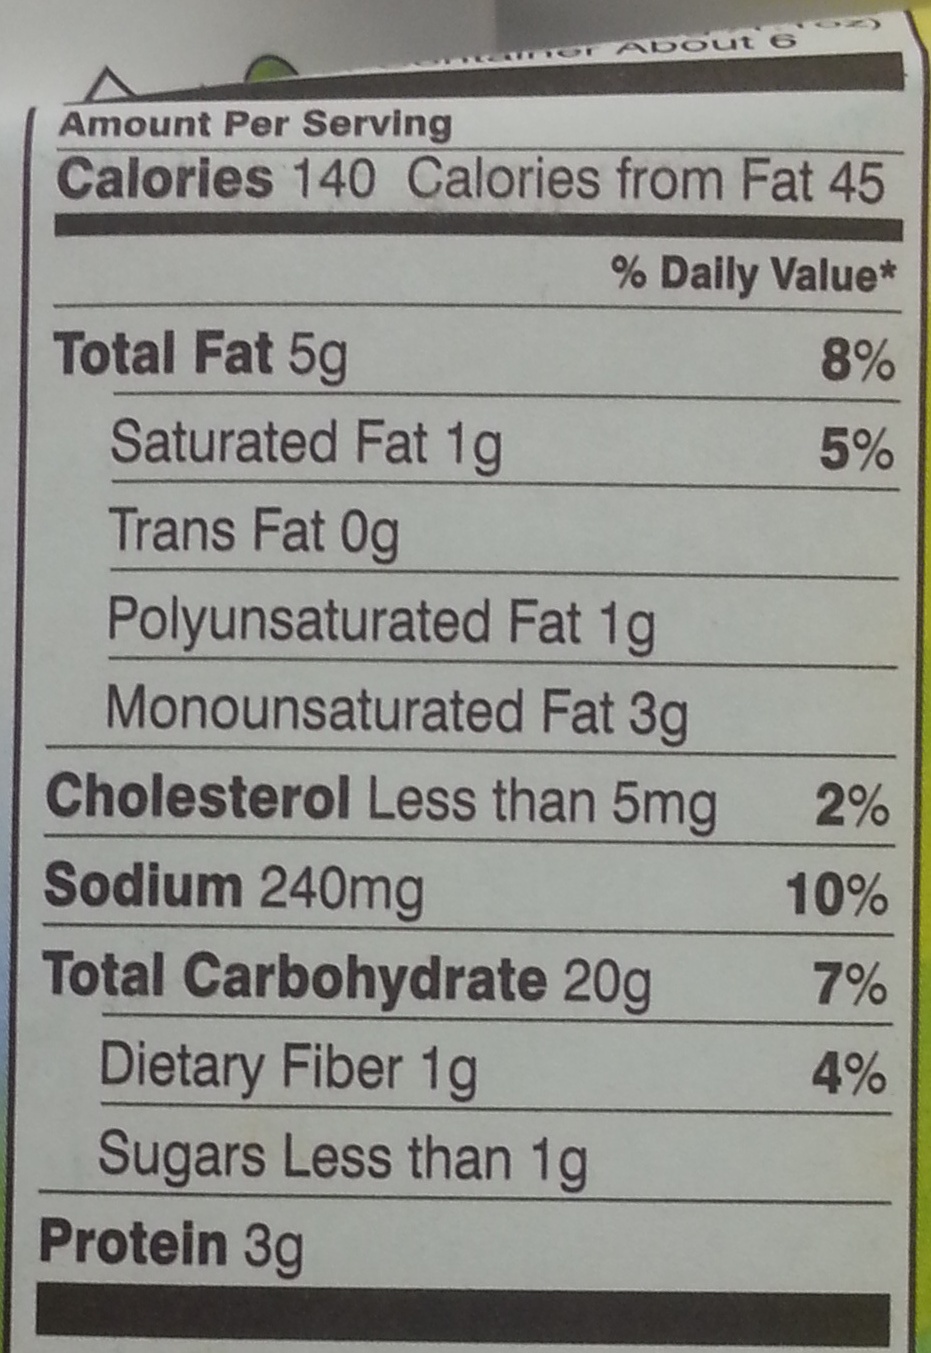 About 6
Amount Per Serving
Calories 140 Calories from Fat 45
% Daily Value*
Total Fat 5g 8%
Saturated Fat 1g 5%
Trans Fat 0g
Polyunsaturated Fat 1g
Monounsaturated Fat 3g
Cholesterol Less than 5mg 2%
Sodium 240mg 10%
Total Carbohydrate 20g 7%
Dietary Fiber 1g 4%
Sugars Less than 1g
Protein 3g